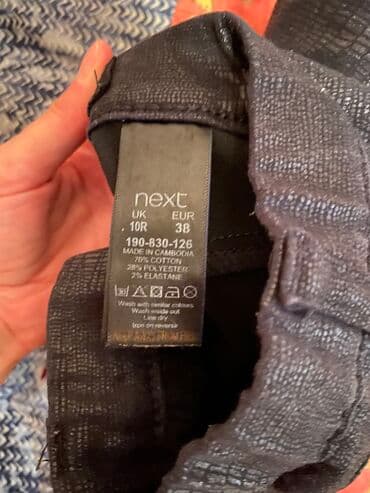 next
UK EUR
10R 38
190-830-126
MADE IN CAMBODIA
70% COTTON
28% POLYESTER
2% ELASTANE
Wash with similar colours
Wash inside out
Line dry
Iron on reverse